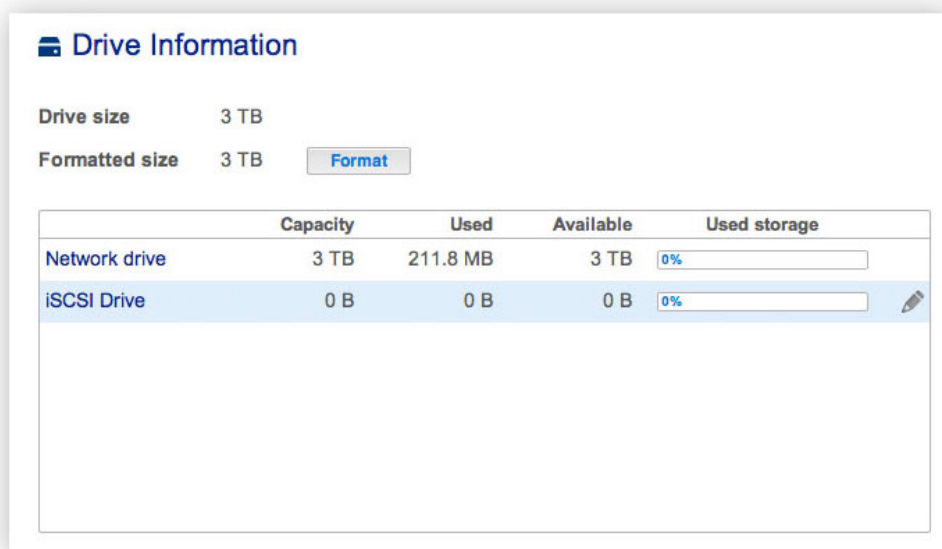 Drive Information
Drive size 3 TB
Formatted size 3 TB Format
Capacity Used Available Used storage
Network drive 3 TB 211.8 MB 3 TB 0%
iSCSI Drive 0 B 0 B 0 B 0%